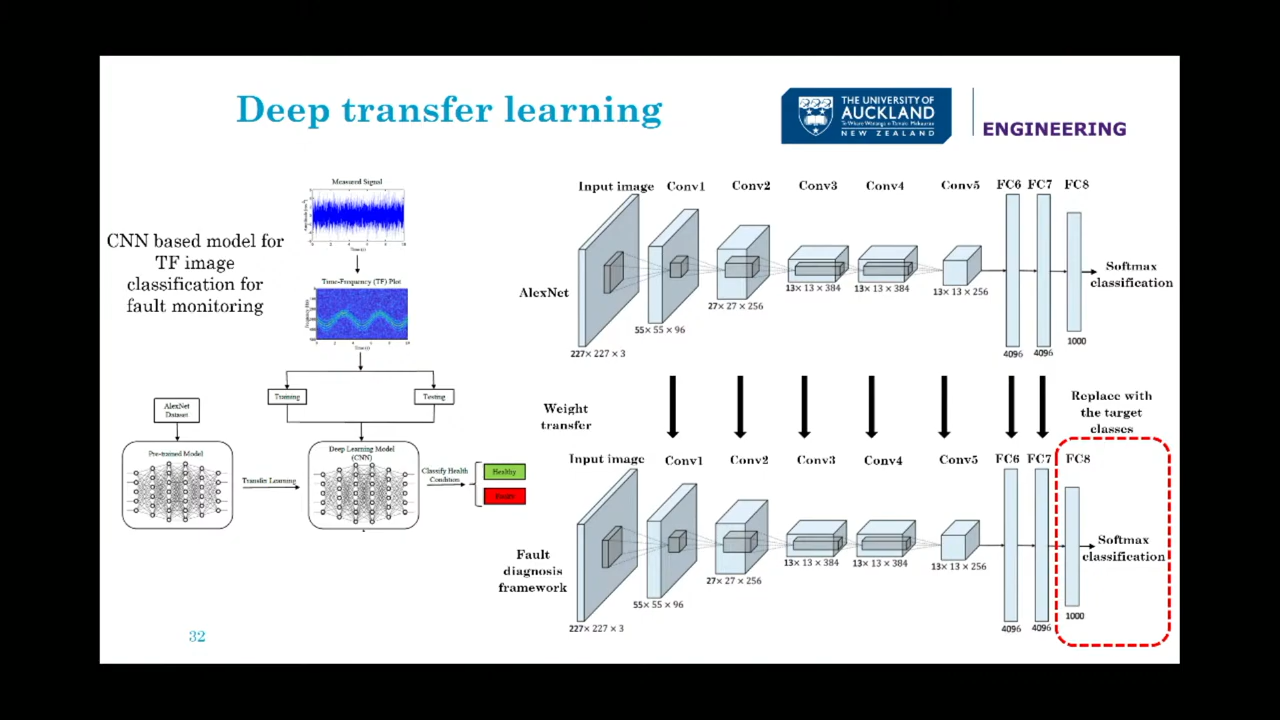 Deep transfer learning
THE UNIVERSITY OF
AUCKLAND
NEW ZEALAND
ENGINEERING
CNN based model for
TF image
classification for
fault monitoring
Measured Signal
Time (s)
Time-Frequency (TF) Plot
Time (s)
Training
Testing
AlexNet
Dataset
Pre-trained Model
Transfer Learning
Deep Learning Model
(CNN)
Classify Health
Condition
Healthy
Input image
Conv1
Conv2
Conv3
Conv4
Conv5
FC6
FC7
FC8
AlexNet
227× 227 × 3
55× 55 × 96
27× 27 × 256
13× 13 × 384
13× 13 × 384
13× 13 × 256
4096
4096
1000
Softmax
classification
Weight
transfer
Replace with
the target
classes
Input image
Conv1
Conv2
Conv3
Conv4
Conv5
FC6
FC7
FC8
Fault
diagnosis
framework
227× 227 × 3
55× 55 × 96
27× 27 × 256
13× 13 × 384
13× 13 × 384
13× 13 × 256
4096
4096
1000
Softmax
classification
32